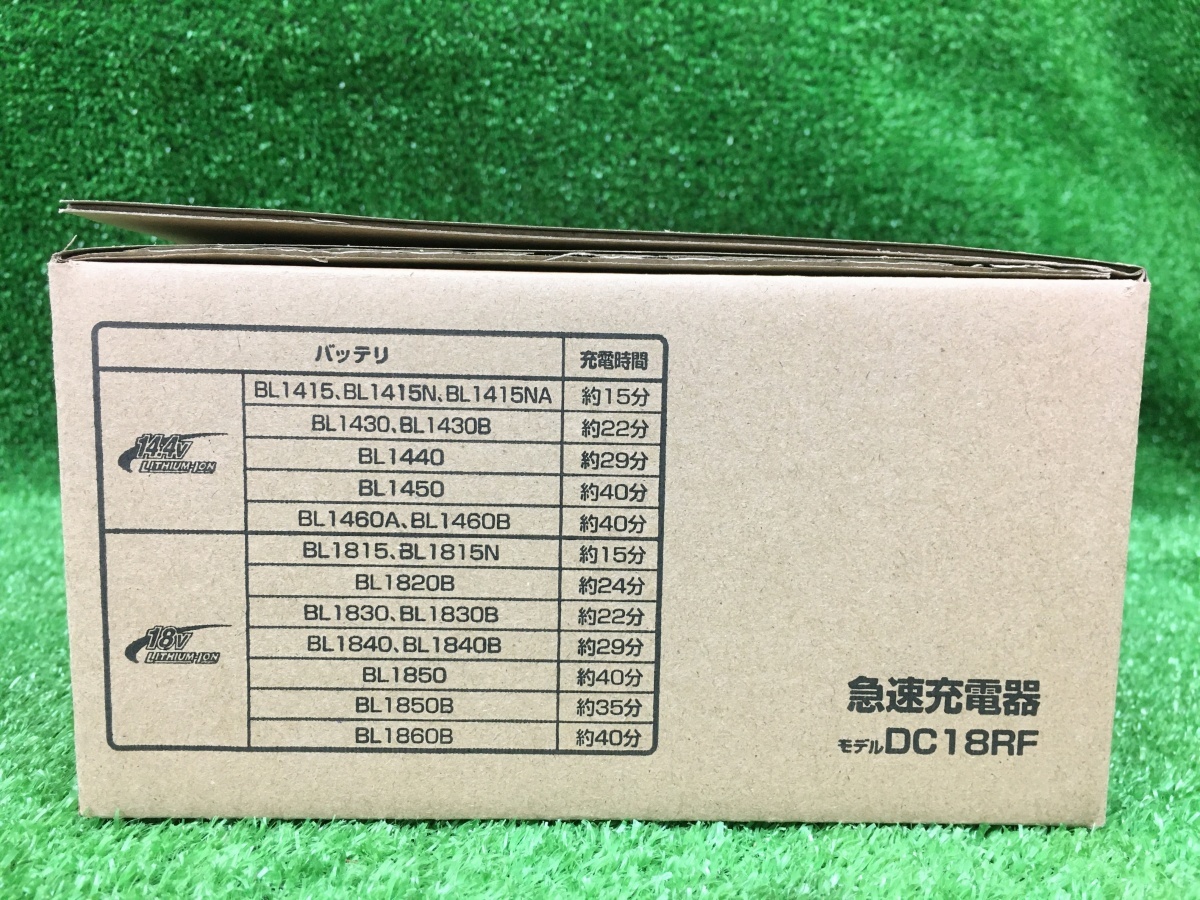 バッテリ 充電時間
14.4V
LITHIUM-ION
BL1415、BL1415N、BL1415NA 約15分
BL1430、BL1430B 約22分
BL1440 約29分
BL1450 約40分
BL1460A、BL1460B 約40分
18V
LITHIUM-ION
BL1815、BL1815N 約15分
BL1820B 約24分
BL1830、BL1830B 約22分
BL1840、BL1840B 約29分
BL1850 約40分
BL1850B 約35分
BL1860B 約40分
急速充電器
モデルDC18RF